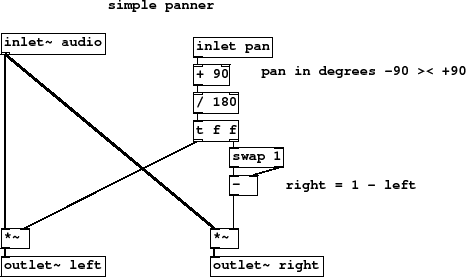 simple panner
inlet~ audio
inlet pan
+ 90
pan in degrees -90 >< +90
/ 180
t f f
swap 1
-
right = 1 - left
*~
*~
outlet~ left
outlet~ right